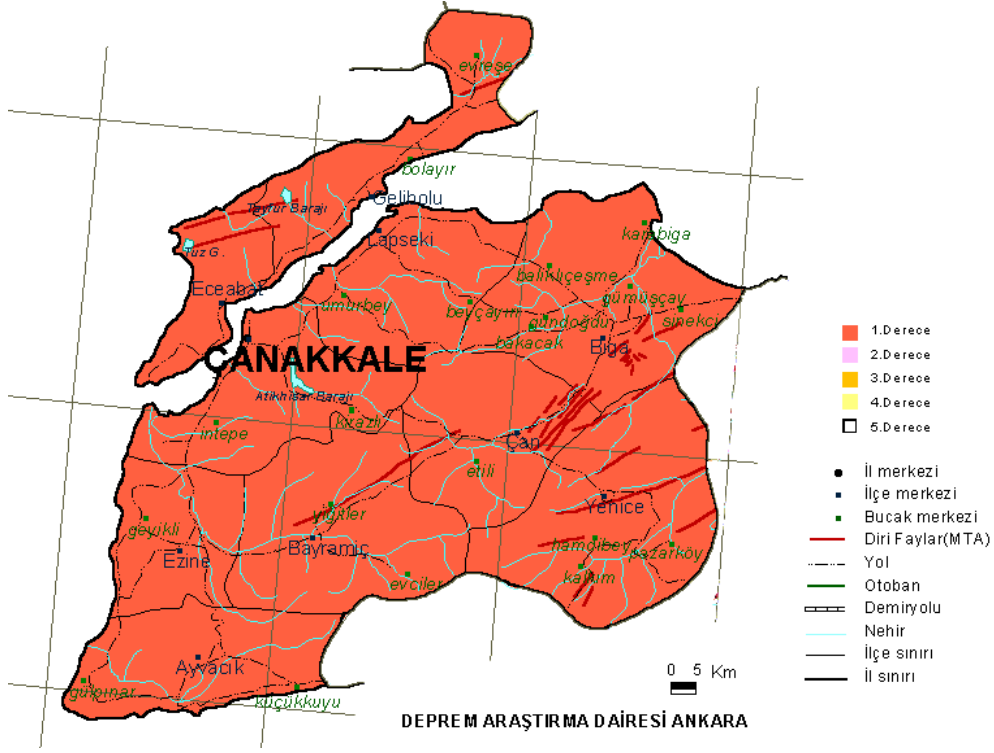 evreşe
bolayır
Gelibolu
Tayfur Barajı
Lapseki
karabiga
Tuz G.
balıklıçeşme
Eceabat
umurbey
gümüşçay
beyçayırı
gündoğdu
sinekçi
bakacak
Biga
ÇANAKKALE
Atikhisar Barajı
kirazlı
intepe
Çan
etili
Yenice
yiğitler
geyikli
Bayramiç
hamdibey
pazarköy
Ezine
evciler
kalkım
Ayvacık
gülpınar
küçükkuyu
1.Derece
2.Derece
3.Derece
4.Derece
5.Derece
İl merkezi
İlçe merkezi
Bucak merkezi
Diri Faylar(MTA)
Yol
Otoban
Demiryolu
Nehir
İlçe sınırı
İl sınırı
0 5 Km
DEPREM ARAŞTIRMA DAİRESİ ANKARA